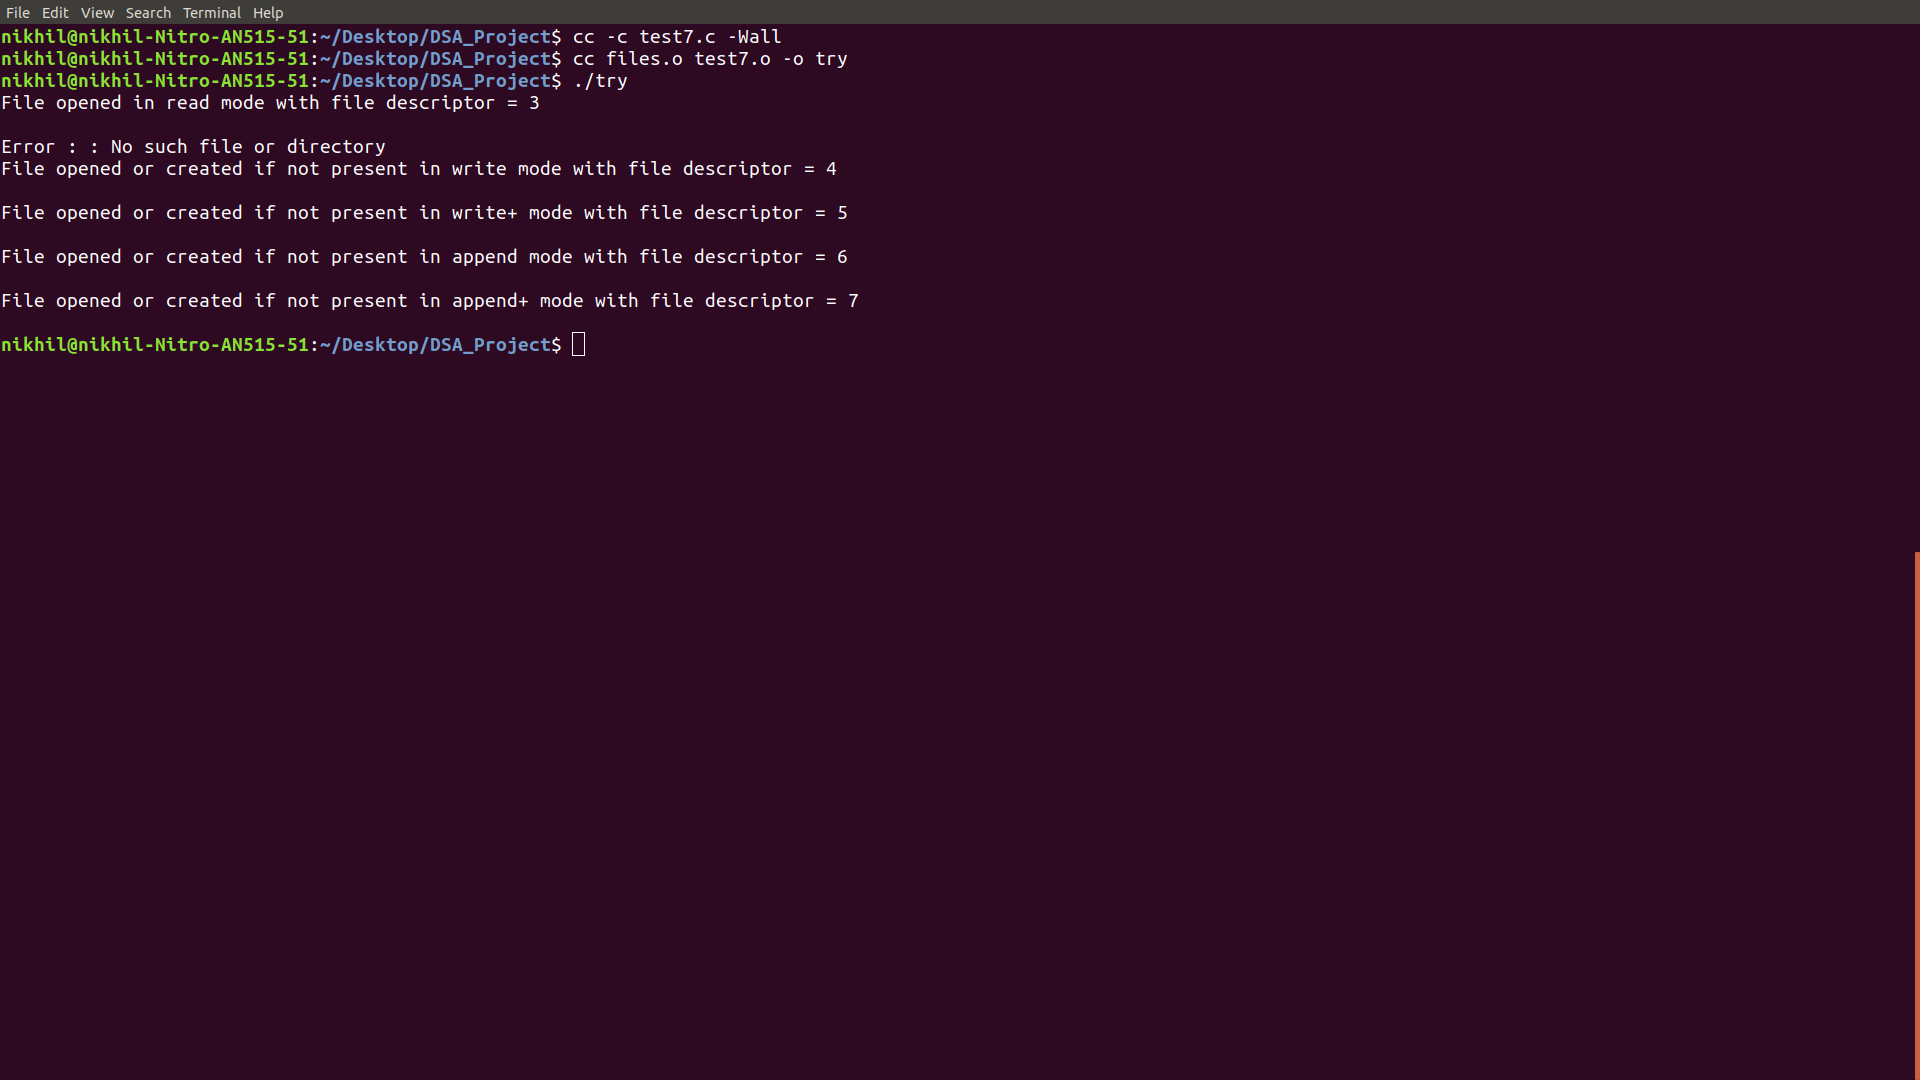 File Edit View Search Terminal Help
nikhil@nikhil-Nitro-AN515-51:~/Desktop/DSA_Project$ cc -c test7.c -Wall
nikhil@nikhil-Nitro-AN515-51:~/Desktop/DSA_Project$ cc files.o test7.o -o try
nikhil@nikhil-Nitro-AN515-51:~/Desktop/DSA_Project$ ./try
File opened in read mode with file descriptor = 3
Error : : No such file or directory
File opened or created if not present in write mode with file descriptor = 4
File opened or created if not present in write+ mode with file descriptor = 5
File opened or created if not present in append mode with file descriptor = 6
File opened or created if not present in append+ mode with file descriptor = 7
nikhil@nikhil-Nitro-AN515-51:~/Desktop/DSA_Project$